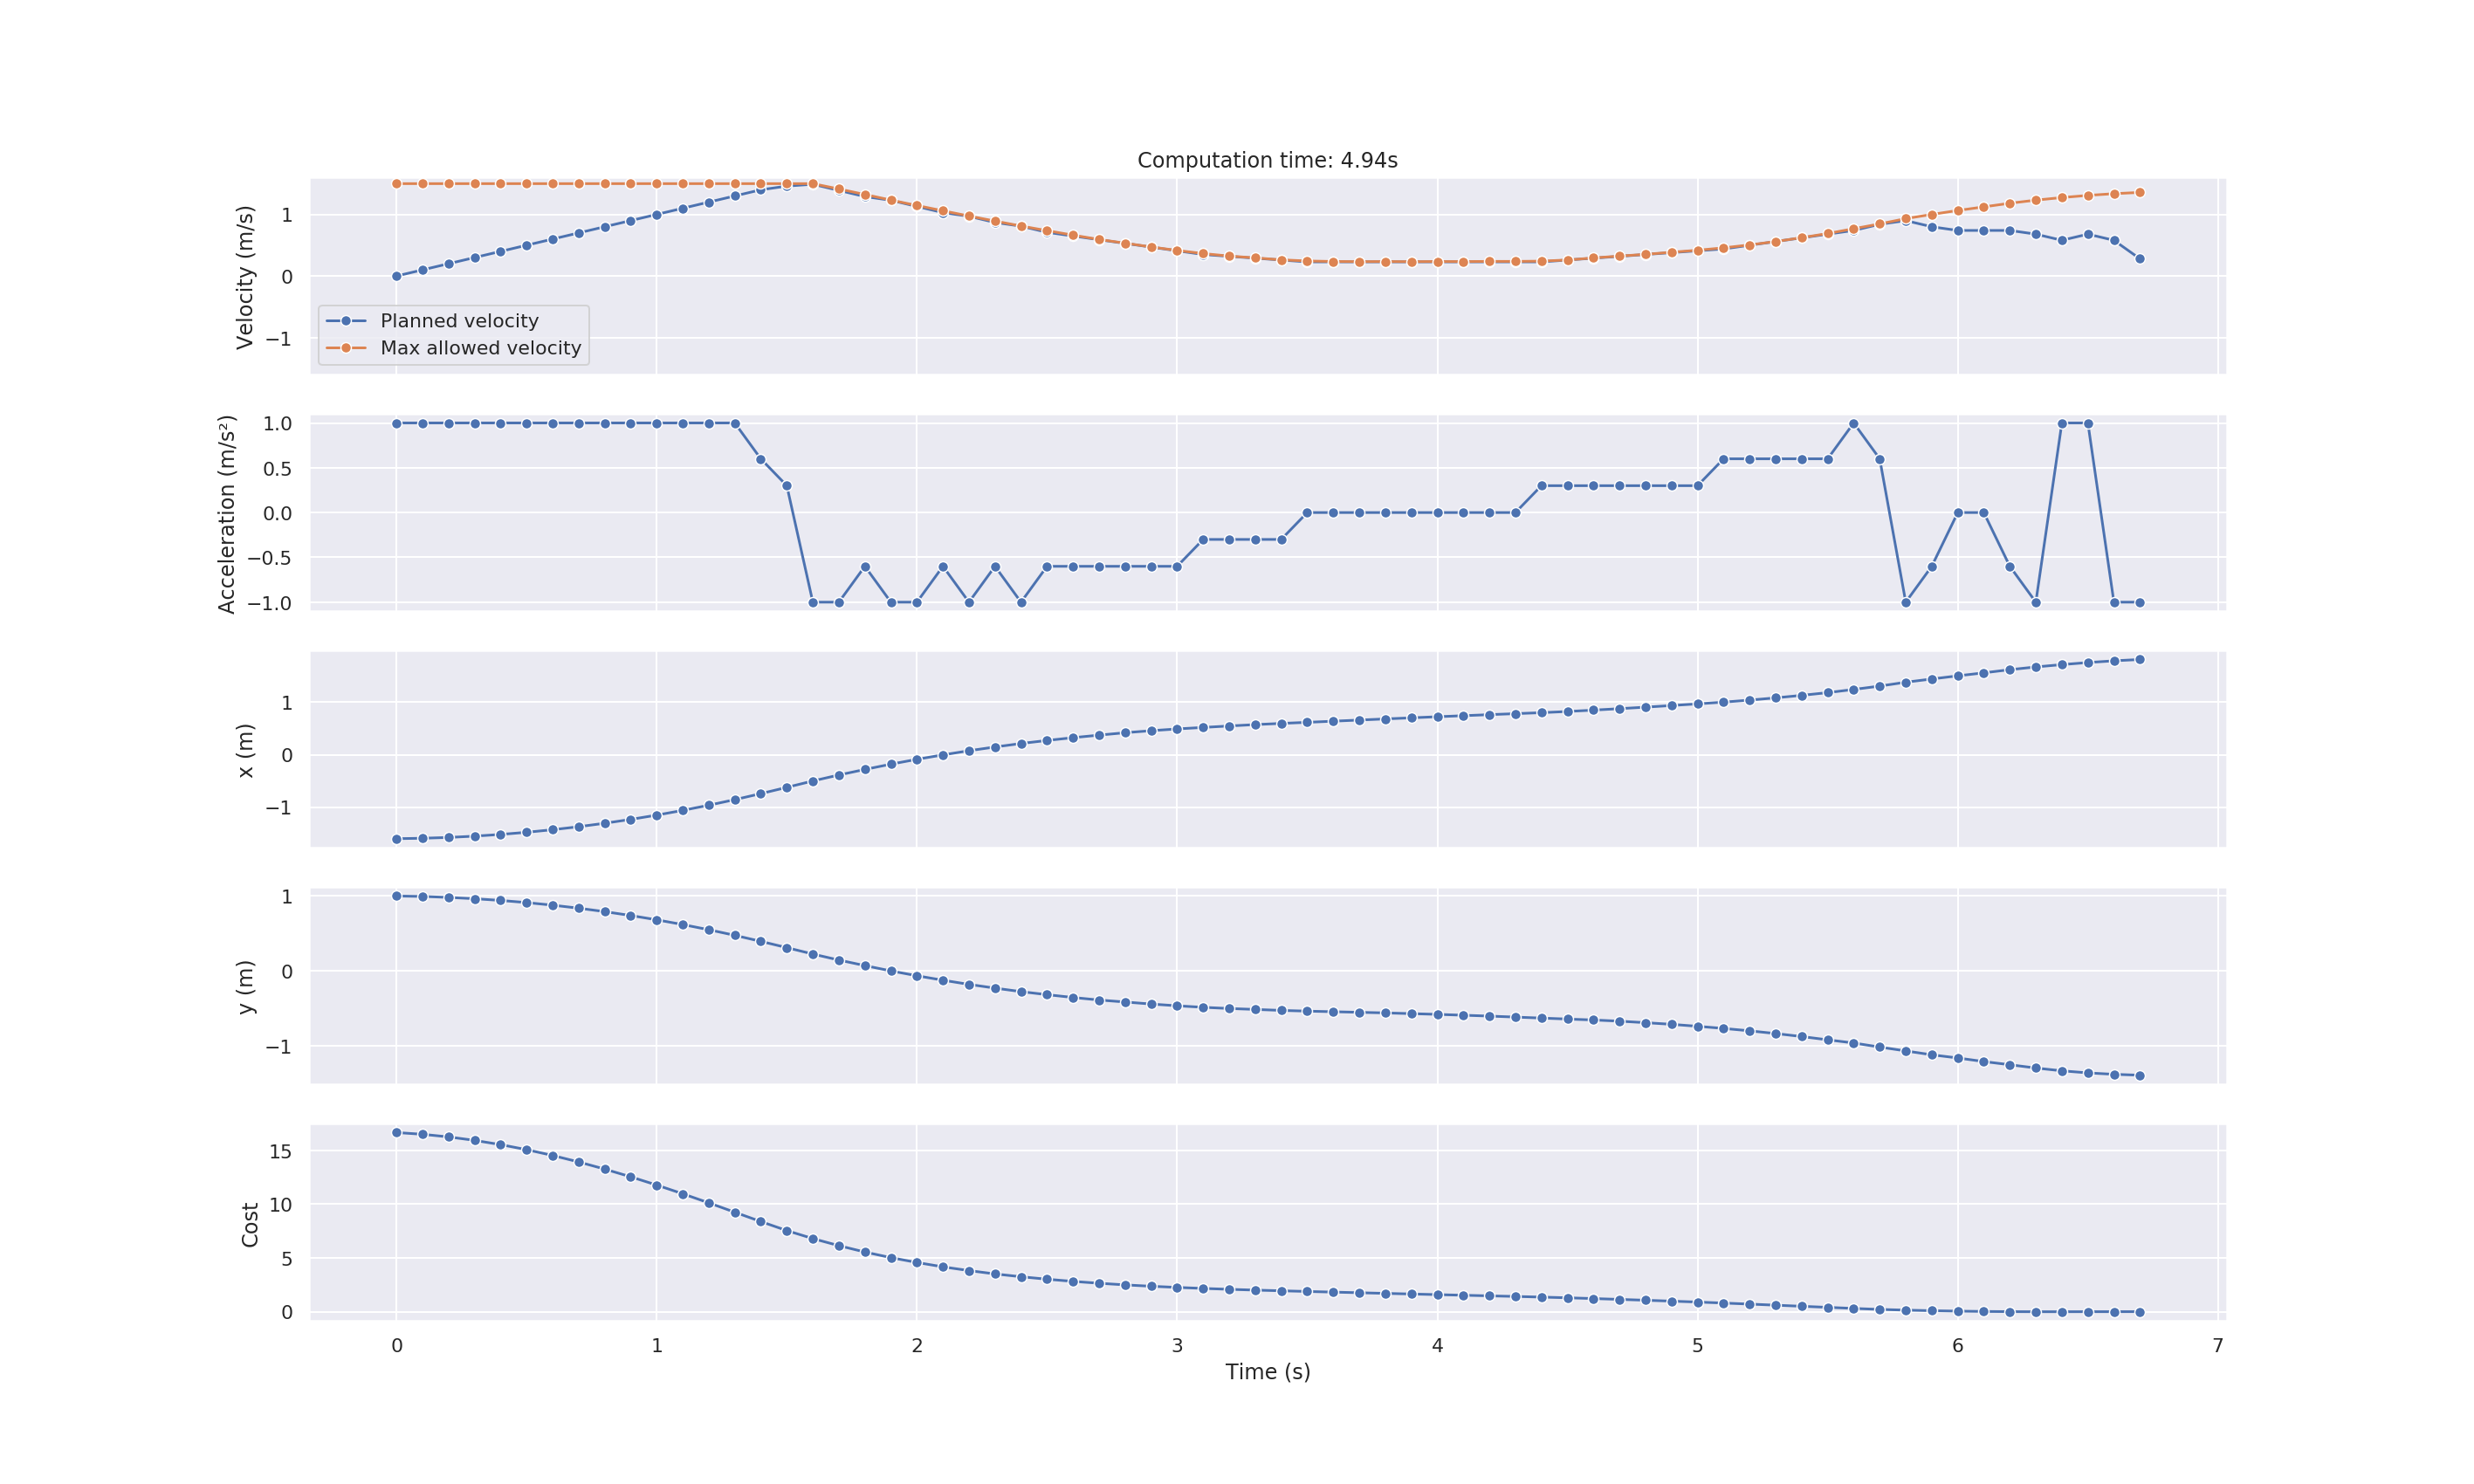 Computation time: 4.94s
Velocity (m/s)
1
0
−1
Planned velocity
Max allowed velocity
Acceleration (m/s²)
1.0
0.5
0.0
−0.5
−1.0
x (m)
1
0
−1
y (m)
1
0
−1
Cost
15
10
5
0
0 1 2 3 4 5 6 7
Time (s)